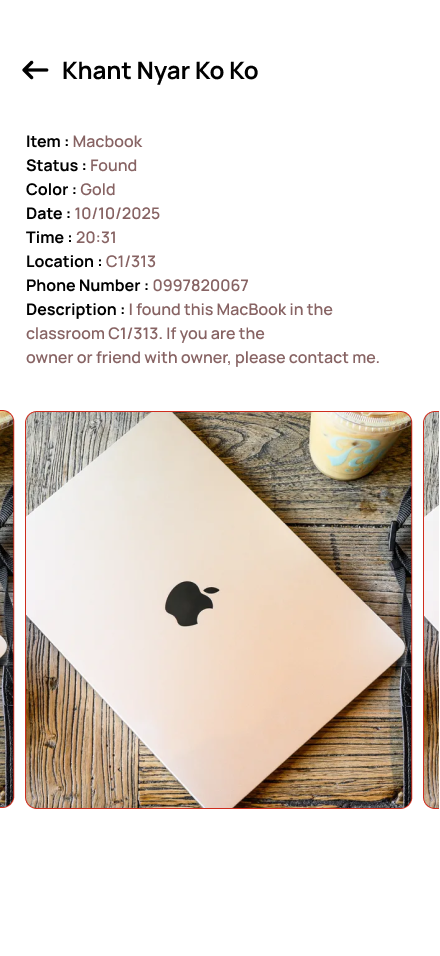 Khant Nyar Ko Ko
Item : Macbook
Status : Found
Color : Gold
Date : 10/10/2025
Time : 20:31
Location : C1/313
Phone Number : 0997820067
Description : I found this MacBook in the
classroom C1/313. If you are the
owner or friend with owner, please contact me.